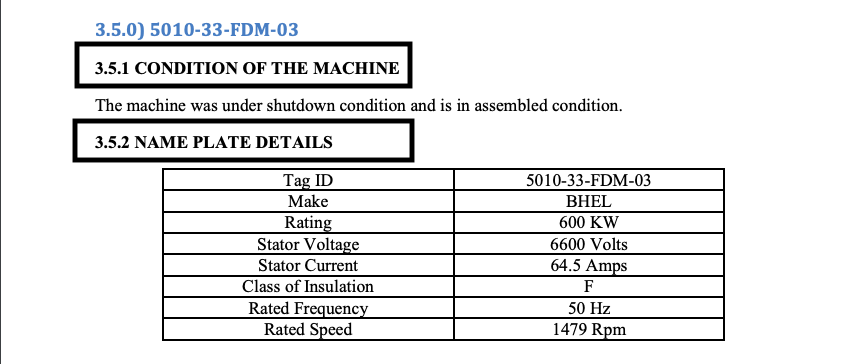 3.5.0) 5010-33-FDM-03
3.5.1 CONDITION OF THE MACHINE
The machine was under shutdown condition and is in assembled condition.
3.5.2 NAME PLATE DETAILS
Tag ID 5010-33-FDM-03
Make BHEL
Rating 600 KW
Stator Voltage 6600 Volts
Stator Current 64.5 Amps
Class of Insulation F
Rated Frequency 50 Hz
Rated Speed 1479 Rpm